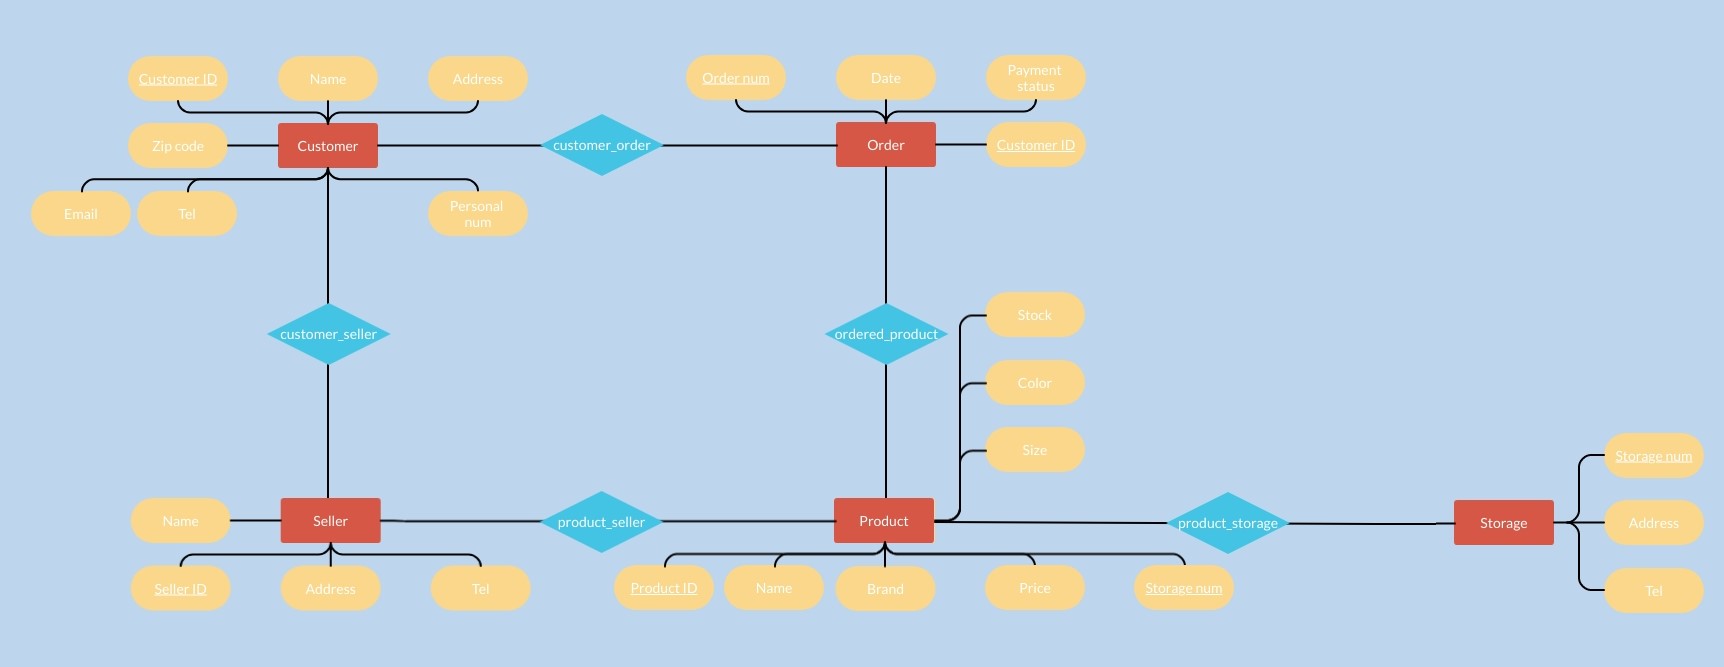 Customer ID
Name
Address
Order num
Date
Payment
status
Zip code
Customer
customer_order
Order
Customer ID
Email
Tel
Personal
num
customer_seller
ordered_product
Stock
Color
Size
Storage num
Name
Seller
product_seller
Product
product_storage
Storage
Address
Seller ID
Address
Tel
Product ID
Name
Brand
Price
Storage num
Tel